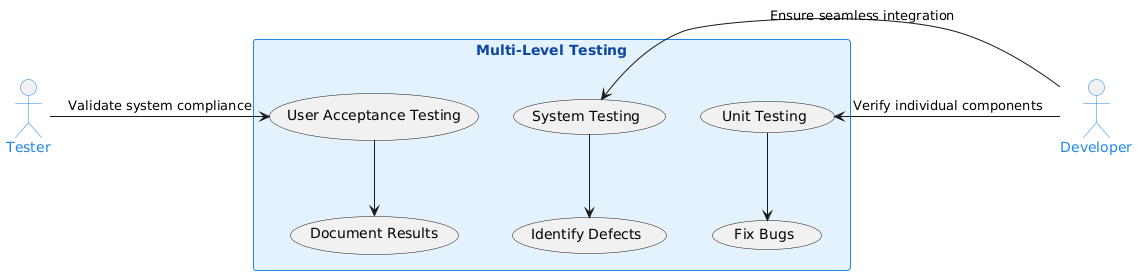 Ensure seamless integration
Multi-Level Testing
Validate system compliance
User Acceptance Testing
System Testing
Unit Testing
Verify individual components
Tester
Developer
Document Results
Identify Defects
Fix Bugs